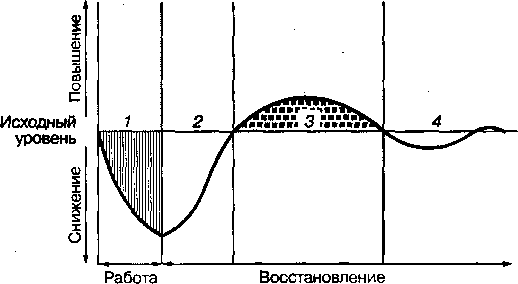 Повышение
Исходный
уровень
Снижение
1
2
3
4
Работа
Восстановление